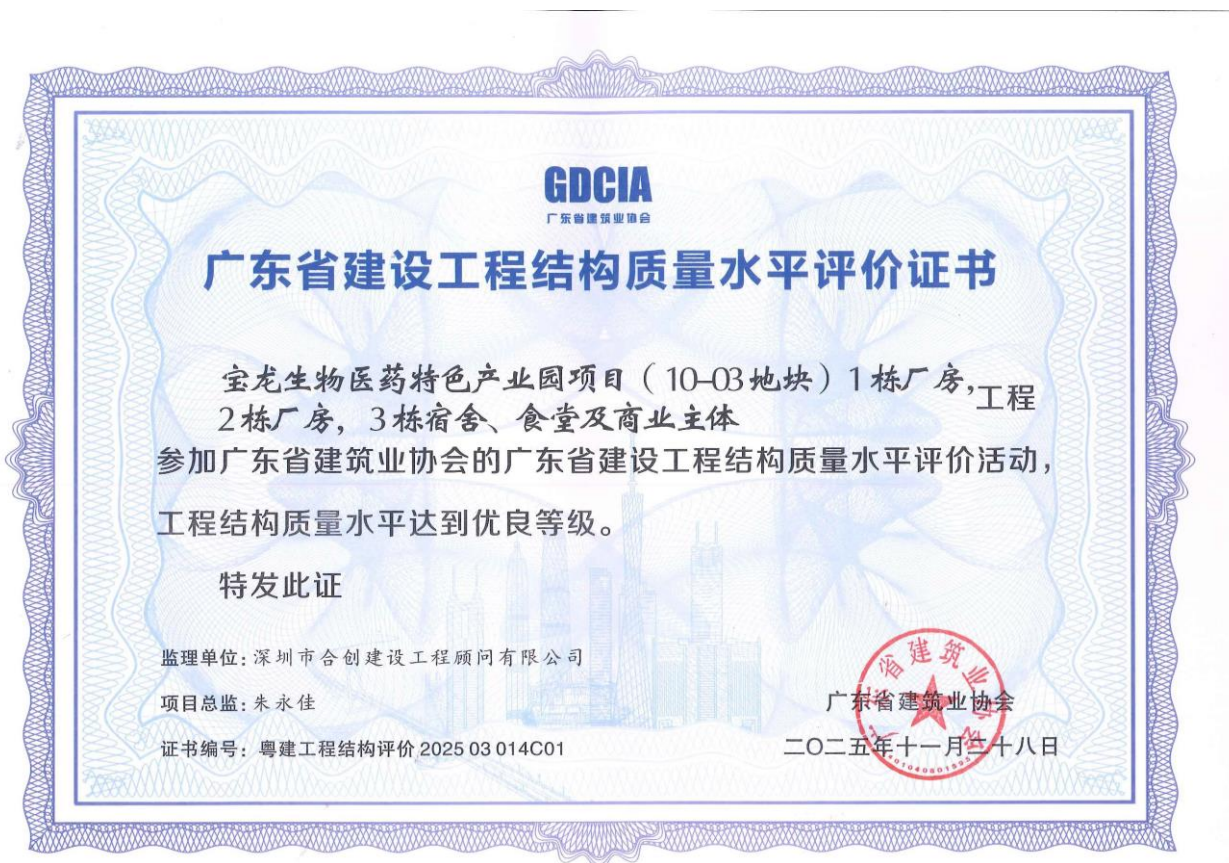 GDCIA
广东省建筑业协会
广东省建设工程结构质量水平评价证书
宝龙生物医药特色产业园项目（10-03地块）1栋厂房,
2栋厂房，3栋宿舍、食堂及商业主体
工程
参加广东省建筑业协会的广东省建设工程结构质量水平评价活动，
工程结构质量水平达到优良等级。
特发此证
监理单位：深圳市合创建设工程顾问有限公司
项目总监：朱永佳
证书编号：粤建工程结构评价 2025 03 014C01
广东省建筑业协会
二〇二五年十一月二十八日
广东省建筑业协会